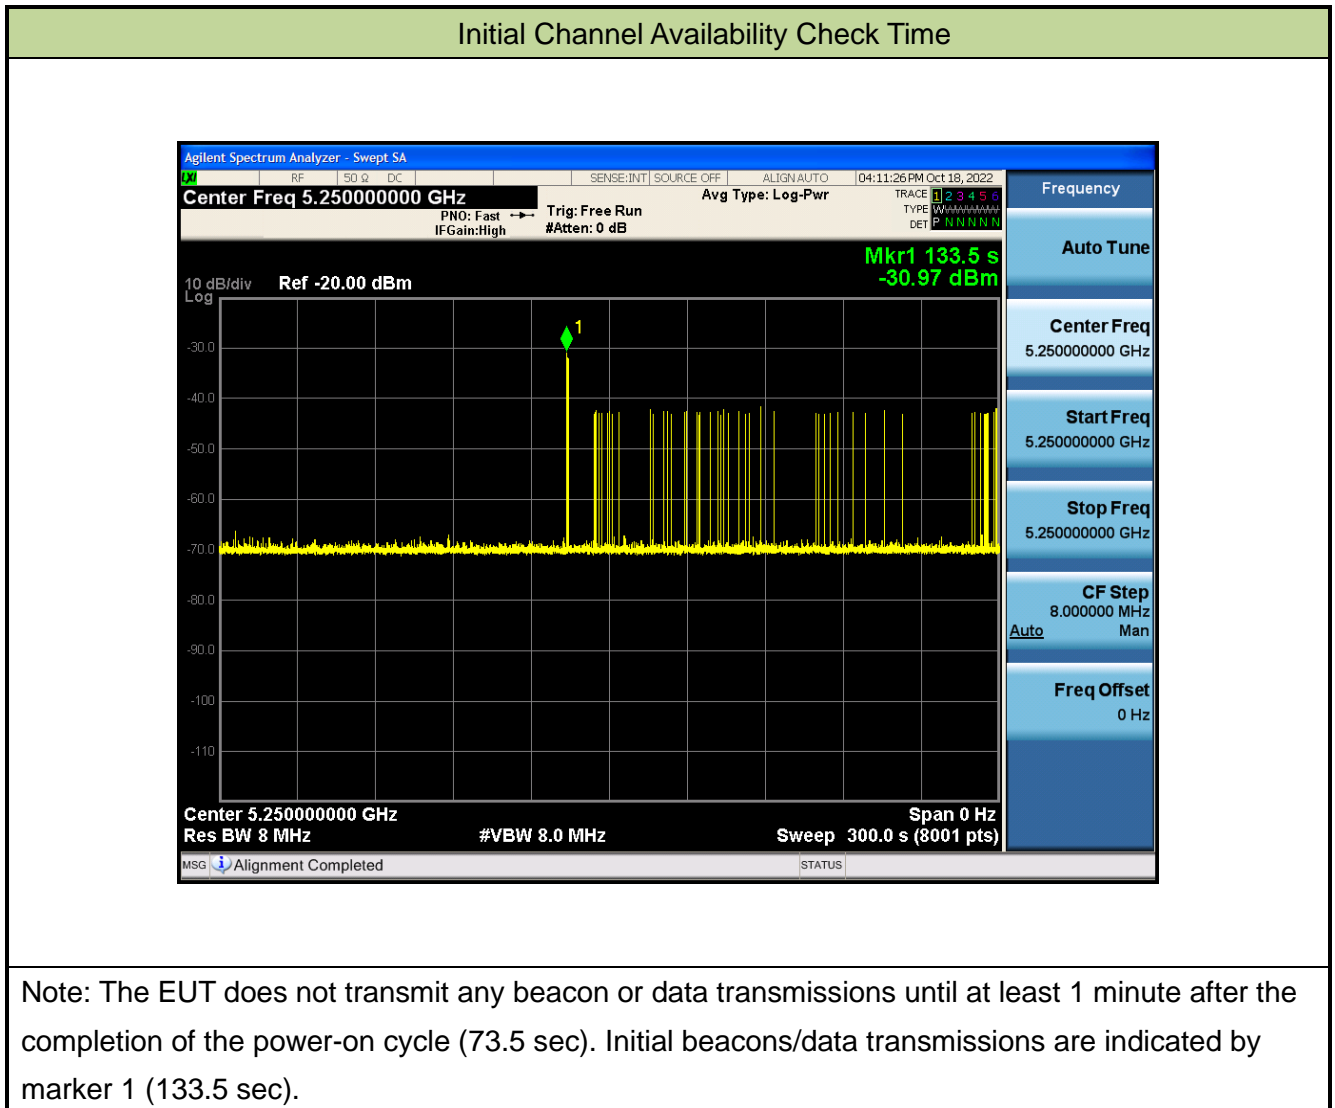 Initial Channel Availability Check Time
Agilent Spectrum Analyzer - Swept SA
LXI RF 50 Ω DC SENSE:INT SOURCE OFF ALIGN AUTO 04:11:26 PM Oct 18, 2022
Center Freq 5.250000000 GHz
PNO: Fast
IFGain:High
Trig: Free Run
#Atten: 0 dB
Avg Type: Log-Pwr
TRACE 1 2 3 4 5 6
TYPE W
DET P N N N N N
Mkr1 133.5 s
-30.97 dBm
10 dB/div Ref -20.00 dBm
Log
1
-30.0
-40.0
-50.0
-60.0
-70.0
-80.0
-90.0
-100
-110
Center 5.250000000 GHz Span 0 Hz
Res BW 8 MHz #VBW 8.0 MHz Sweep 300.0 s (8001 pts)
MSG Alignment Completed STATUS
Frequency
Auto Tune
Center Freq
5.250000000 GHz
Start Freq
5.250000000 GHz
Stop Freq
5.250000000 GHz
CF Step
8.000000 MHz
Auto Man
Freq Offset
0 Hz
Note: The EUT does not transmit any beacon or data transmissions until at least 1 minute after the
completion of the power-on cycle (73.5 sec). Initial beacons/data transmissions are indicated by
marker 1 (133.5 sec).